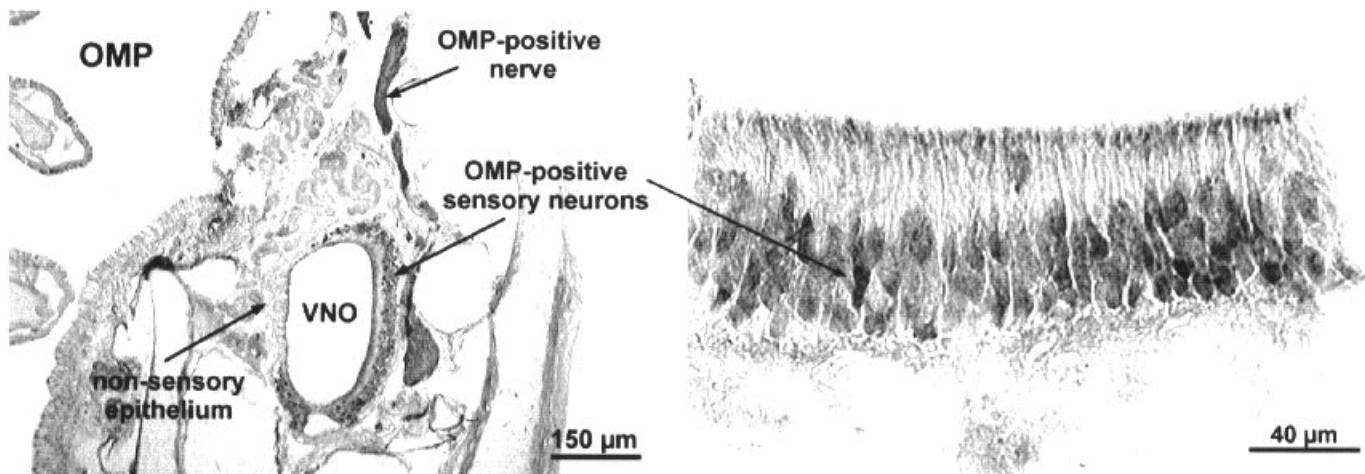 OMP
OMP-positive
nerve
OMP-positive
sensory neurons
VNO
non-sensory
epithelium
150 µm
40 µm